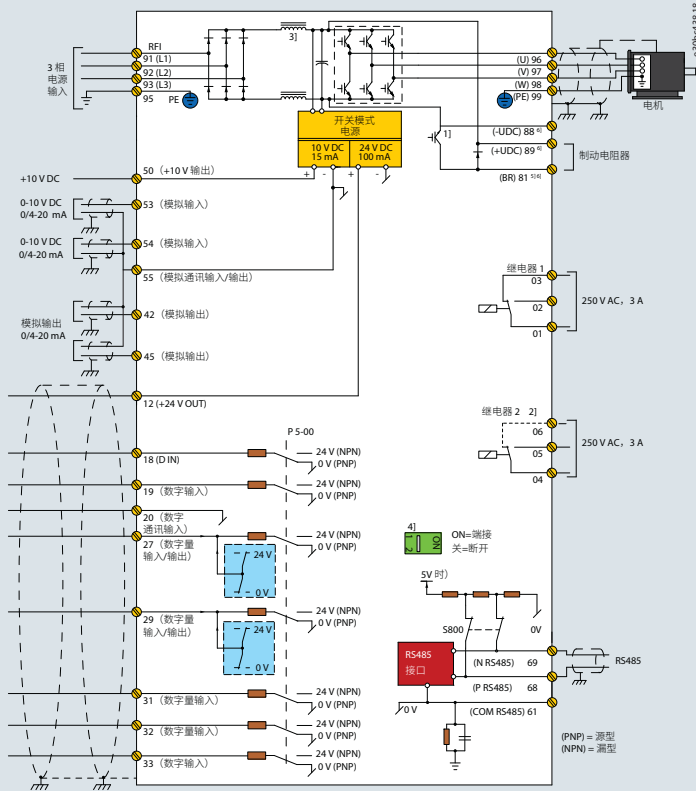 e30bu438.18
RFI
3]
91 (L1)
3 相
电源
输入
92 (L2)
93 (L3)
95
PE
(U) 96
(V) 97
(W) 98
(PE) 99
电机
开关模式
电源
10 V DC
15 mA
24 V DC
100 mA
+ - + -
1]
(-UDC) 88 6]
(+UDC) 89 6]
制动电阻器
(BR) 81 5]6]
+10 V DC
50 (+10 V 输出)
0-10 V DC
0/4-20 mA
53（模拟输入）
0-10 V DC
0/4-20 mA
54（模拟输入）
55（模拟通讯输入/输出）
模拟输出
0/4-20 mA
42（模拟输出）
45（模拟输出）
12 (+24 V OUT)
继电器 1
03
02
01
250 V AC，3 A
继电器 2 2]
06
05
04
250 V AC，3 A
P 5-00
18 (D IN)
24 V (NPN)
0 V (PNP)
19（数字输入）
24 V (NPN)
0 V (PNP)
20（数字
通讯输入）
27（数字量
输入/输出）
24 V (NPN)
0 V (PNP)
24 V
0 V
29（数字量
输入/输出）
24 V (NPN)
0 V (PNP)
24 V
0 V
31（数字量输入）
24 V (NPN)
0 V (PNP)
32（数字量输入）
24 V (NPN)
0 V (PNP)
33（数字输入）
24 V (NPN)
0 V (PNP)
4]
1 2
ON
ON=端接
关=断开
5V 时）
S800
0V
RS485
接口
(N RS485) 69
RS485
(P RS485) 68
0 V
(COM RS485) 61
(PNP) = 源型
(NPN) = 漏型